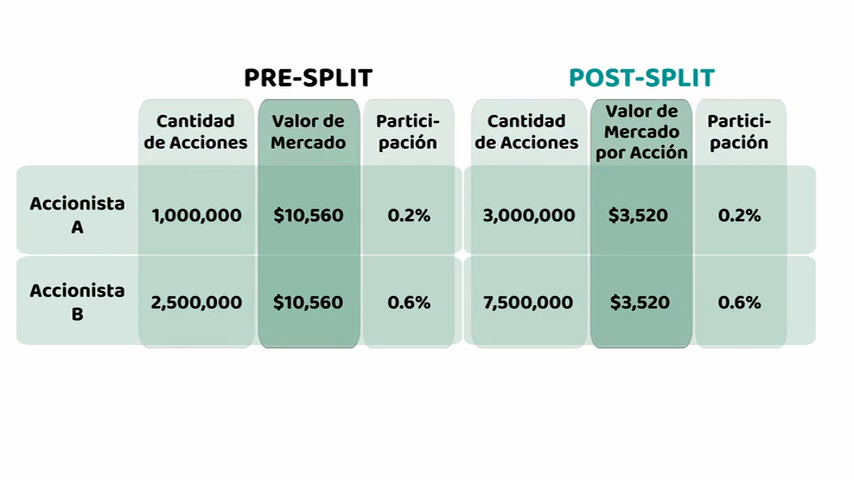 PRE-SPLIT
POST-SPLIT
Cantidad
de Acciones
Valor de
Mercado
Partici-
pación
Cantidad
de Acciones
Valor de
Mercado
por Acción
Partici-
pación
Accionista
A
1,000,000
$10,560
0.2%
3,000,000
$3,520
0.2%
Accionista
B
2,500,000
$10,560
0.6%
7,500,000
$3,520
0.6%